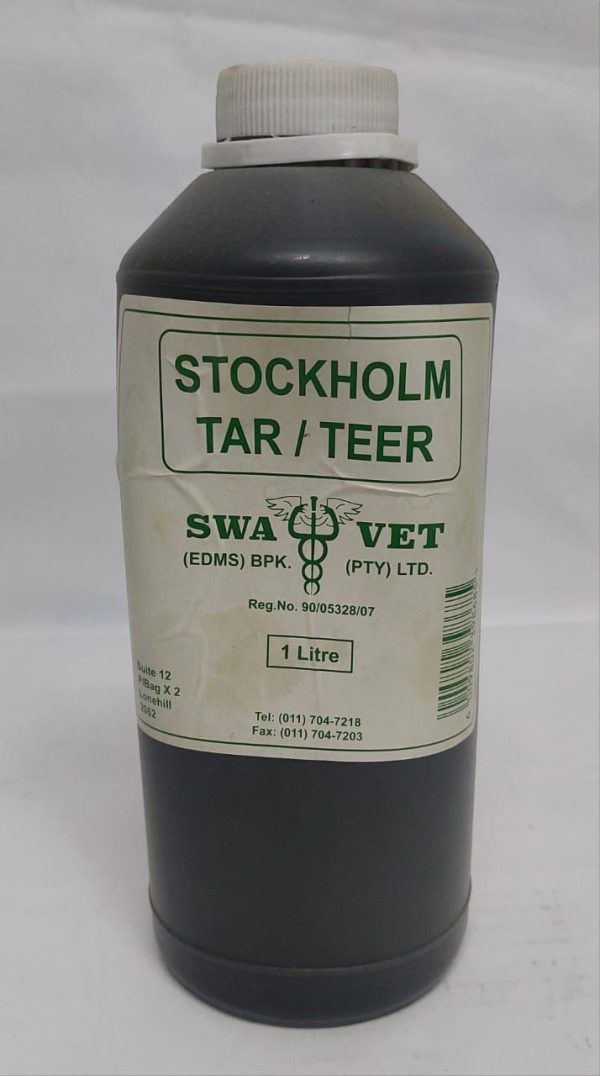 STOCKHOLM
TAR / TEER
SWA VET
(EDMS) BPK. (PTY) LTD.
Reg.No. 90/05328/07
1 Litre
Suite 12
P/Bag X 2
Lonehill
2062
Tel: (011) 704-7218
Fax: (011) 704-7203